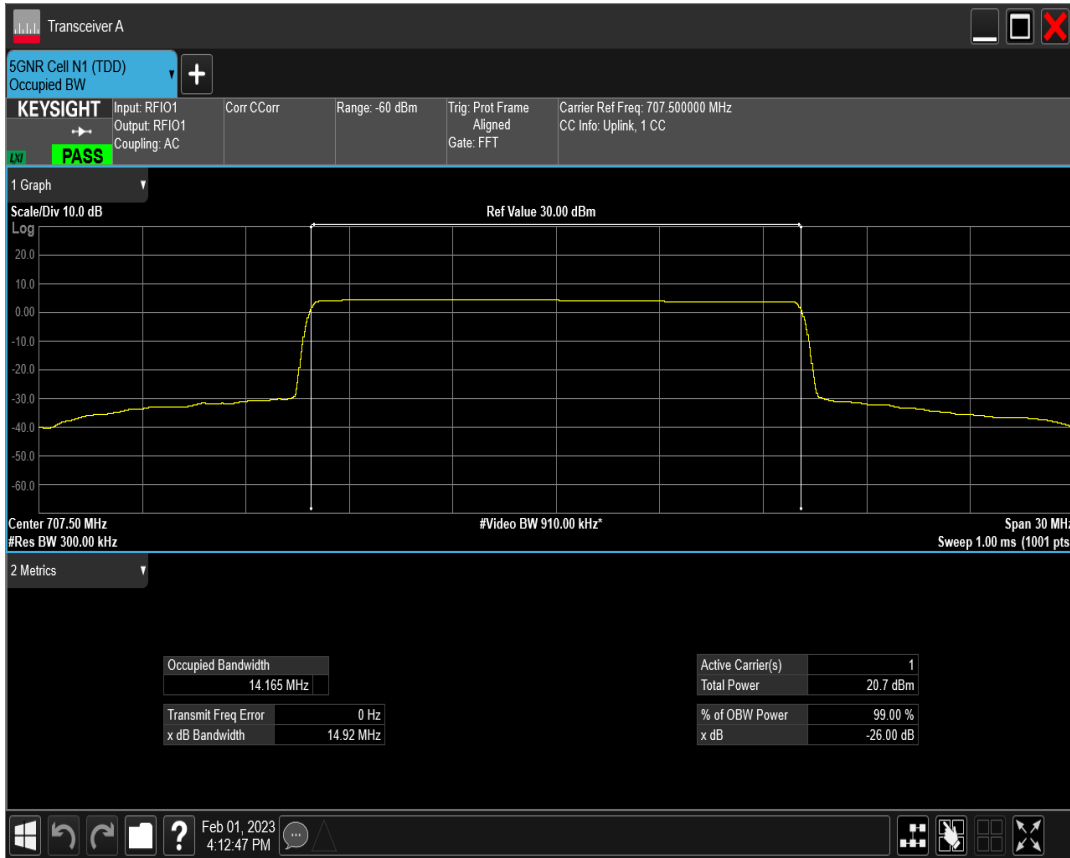 Transceiver A
5GNR Cell N1 (TDD)
Occupied BW
KEYSIGHT
LXI
PASS
Input: RFIO1
Output: RFIO1
Coupling: AC
Corr CCorr
Range: -60 dBm
Trig: Prot Frame
Aligned
Gate: FFT
Carrier Ref Freq: 707.500000 MHz
CC Info: Uplink, 1 CC
1 Graph
Scale/Div 10.0 dB
Ref Value 30.00 dBm
Log
20.0
10.0
0.00
-10.0
-20.0
-30.0
-40.0
-50.0
-60.0
Center 707.50 MHz
#Video BW 910.00 kHz*
Span 30 MHz
#Res BW 300.00 kHz
Sweep 1.00 ms (1001 pts
2 Metrics
Occupied Bandwidth
14.165 MHz
Transmit Freq Error 0 Hz
x dB Bandwidth 14.92 MHz
Active Carrier(s) 1
Total Power 20.7 dBm
% of OBW Power 99.00 %
x dB -26.00 dB
?
Feb 01, 2023
4:12:47 PM